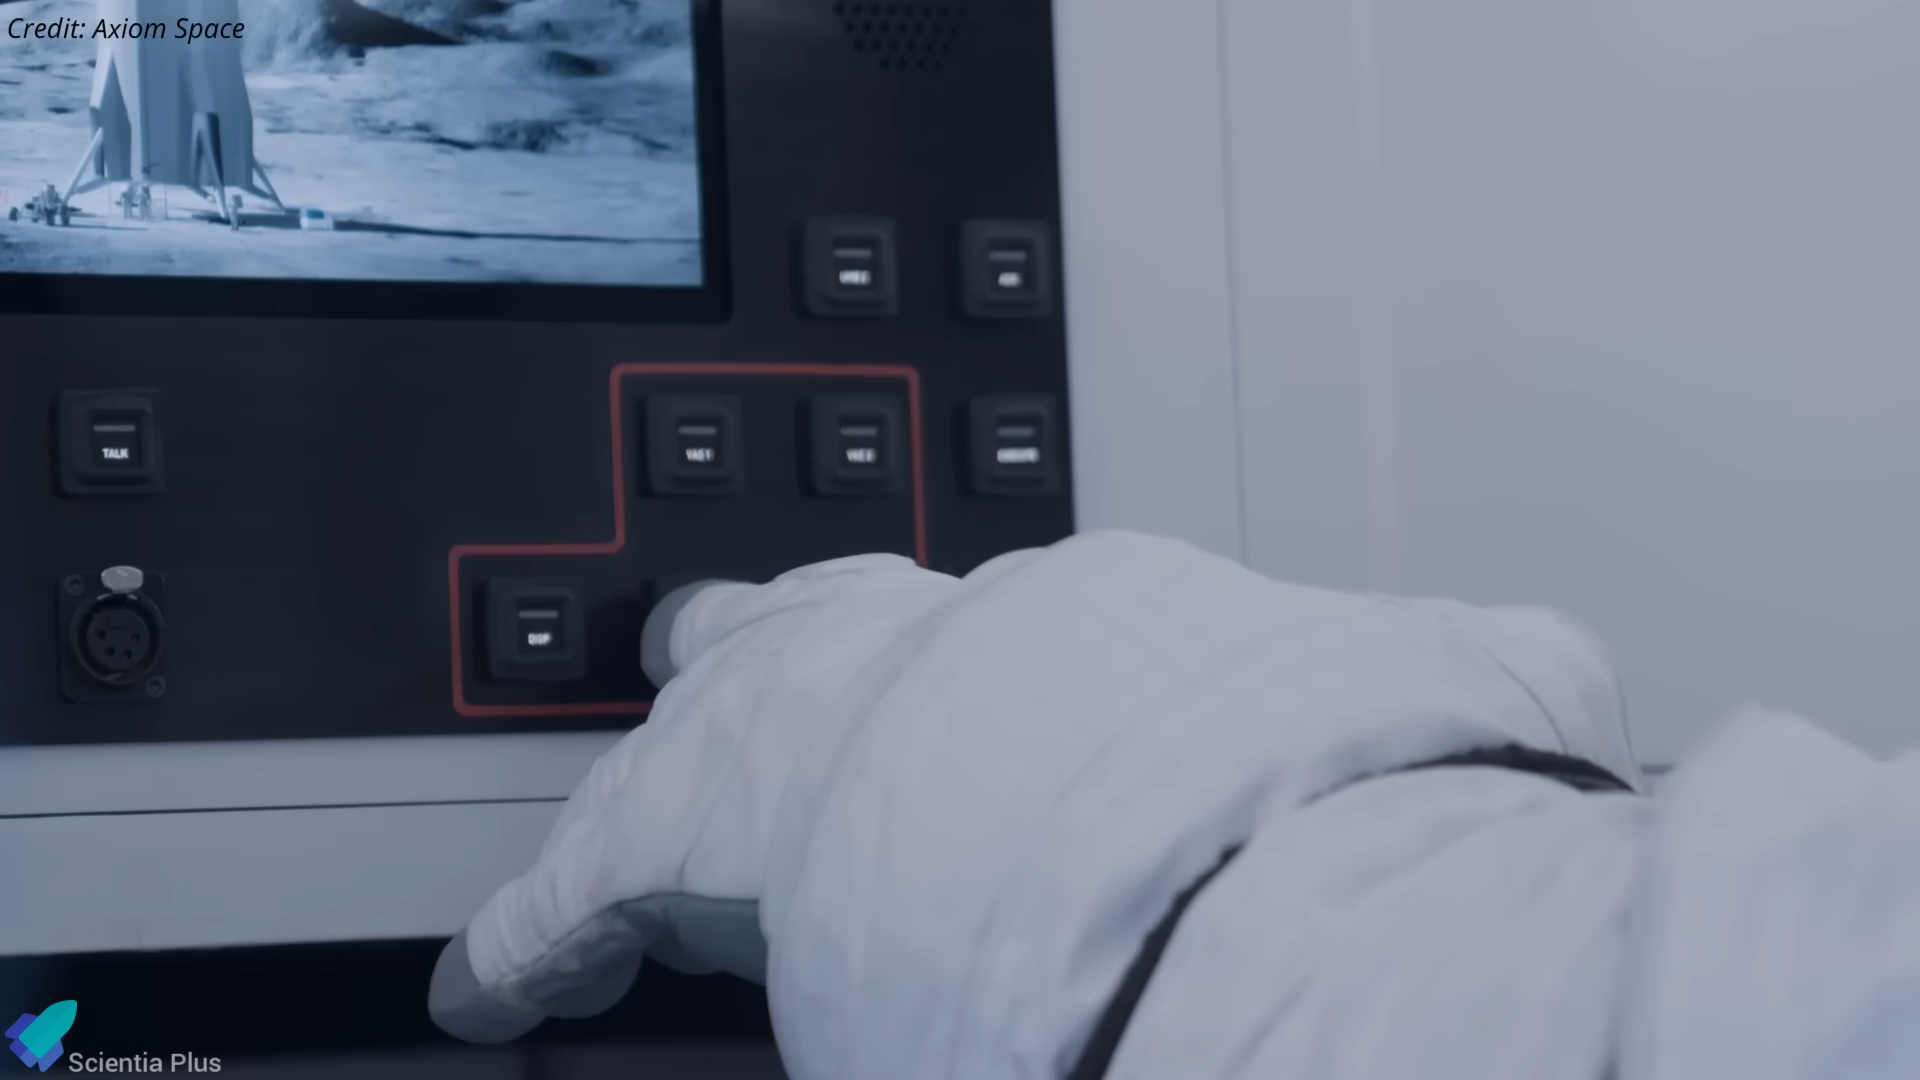 Credit: Axiom Space
TALK
VAC 1
VAC 2
DISP
Scientia Plus